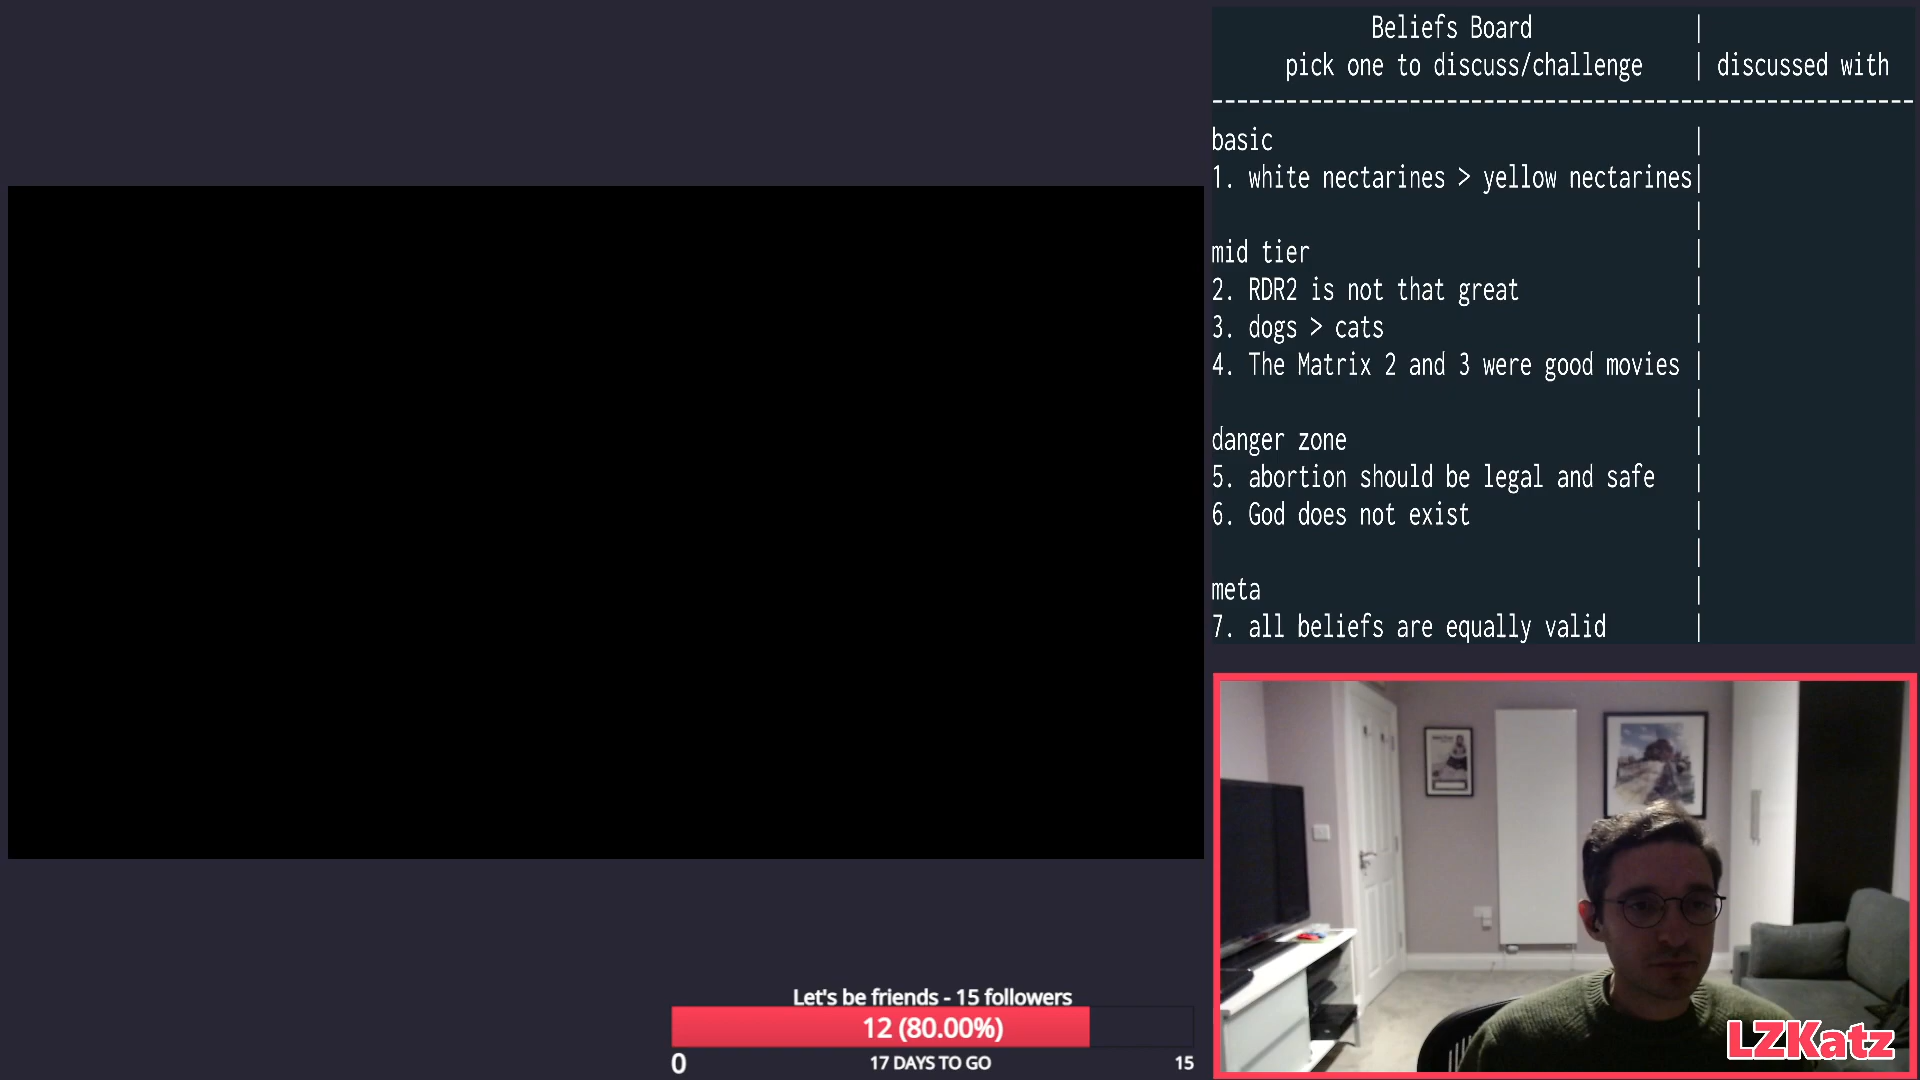 Beliefs Board |
pick one to discuss/challenge | discussed with
---------------------------------------------------------
basic |
1. white nectarines > yellow nectarines|
|
mid tier |
2. RDR2 is not that great |
3. dogs > cats |
4. The Matrix 2 and 3 were good movies |
|
danger zone |
5. abortion should be legal and safe |
6. God does not exist |
|
meta |
7. all beliefs are equally valid |
Let's be friends - 15 followers
12 (80.00%)
0 17 DAYS TO GO 15
LZKatz